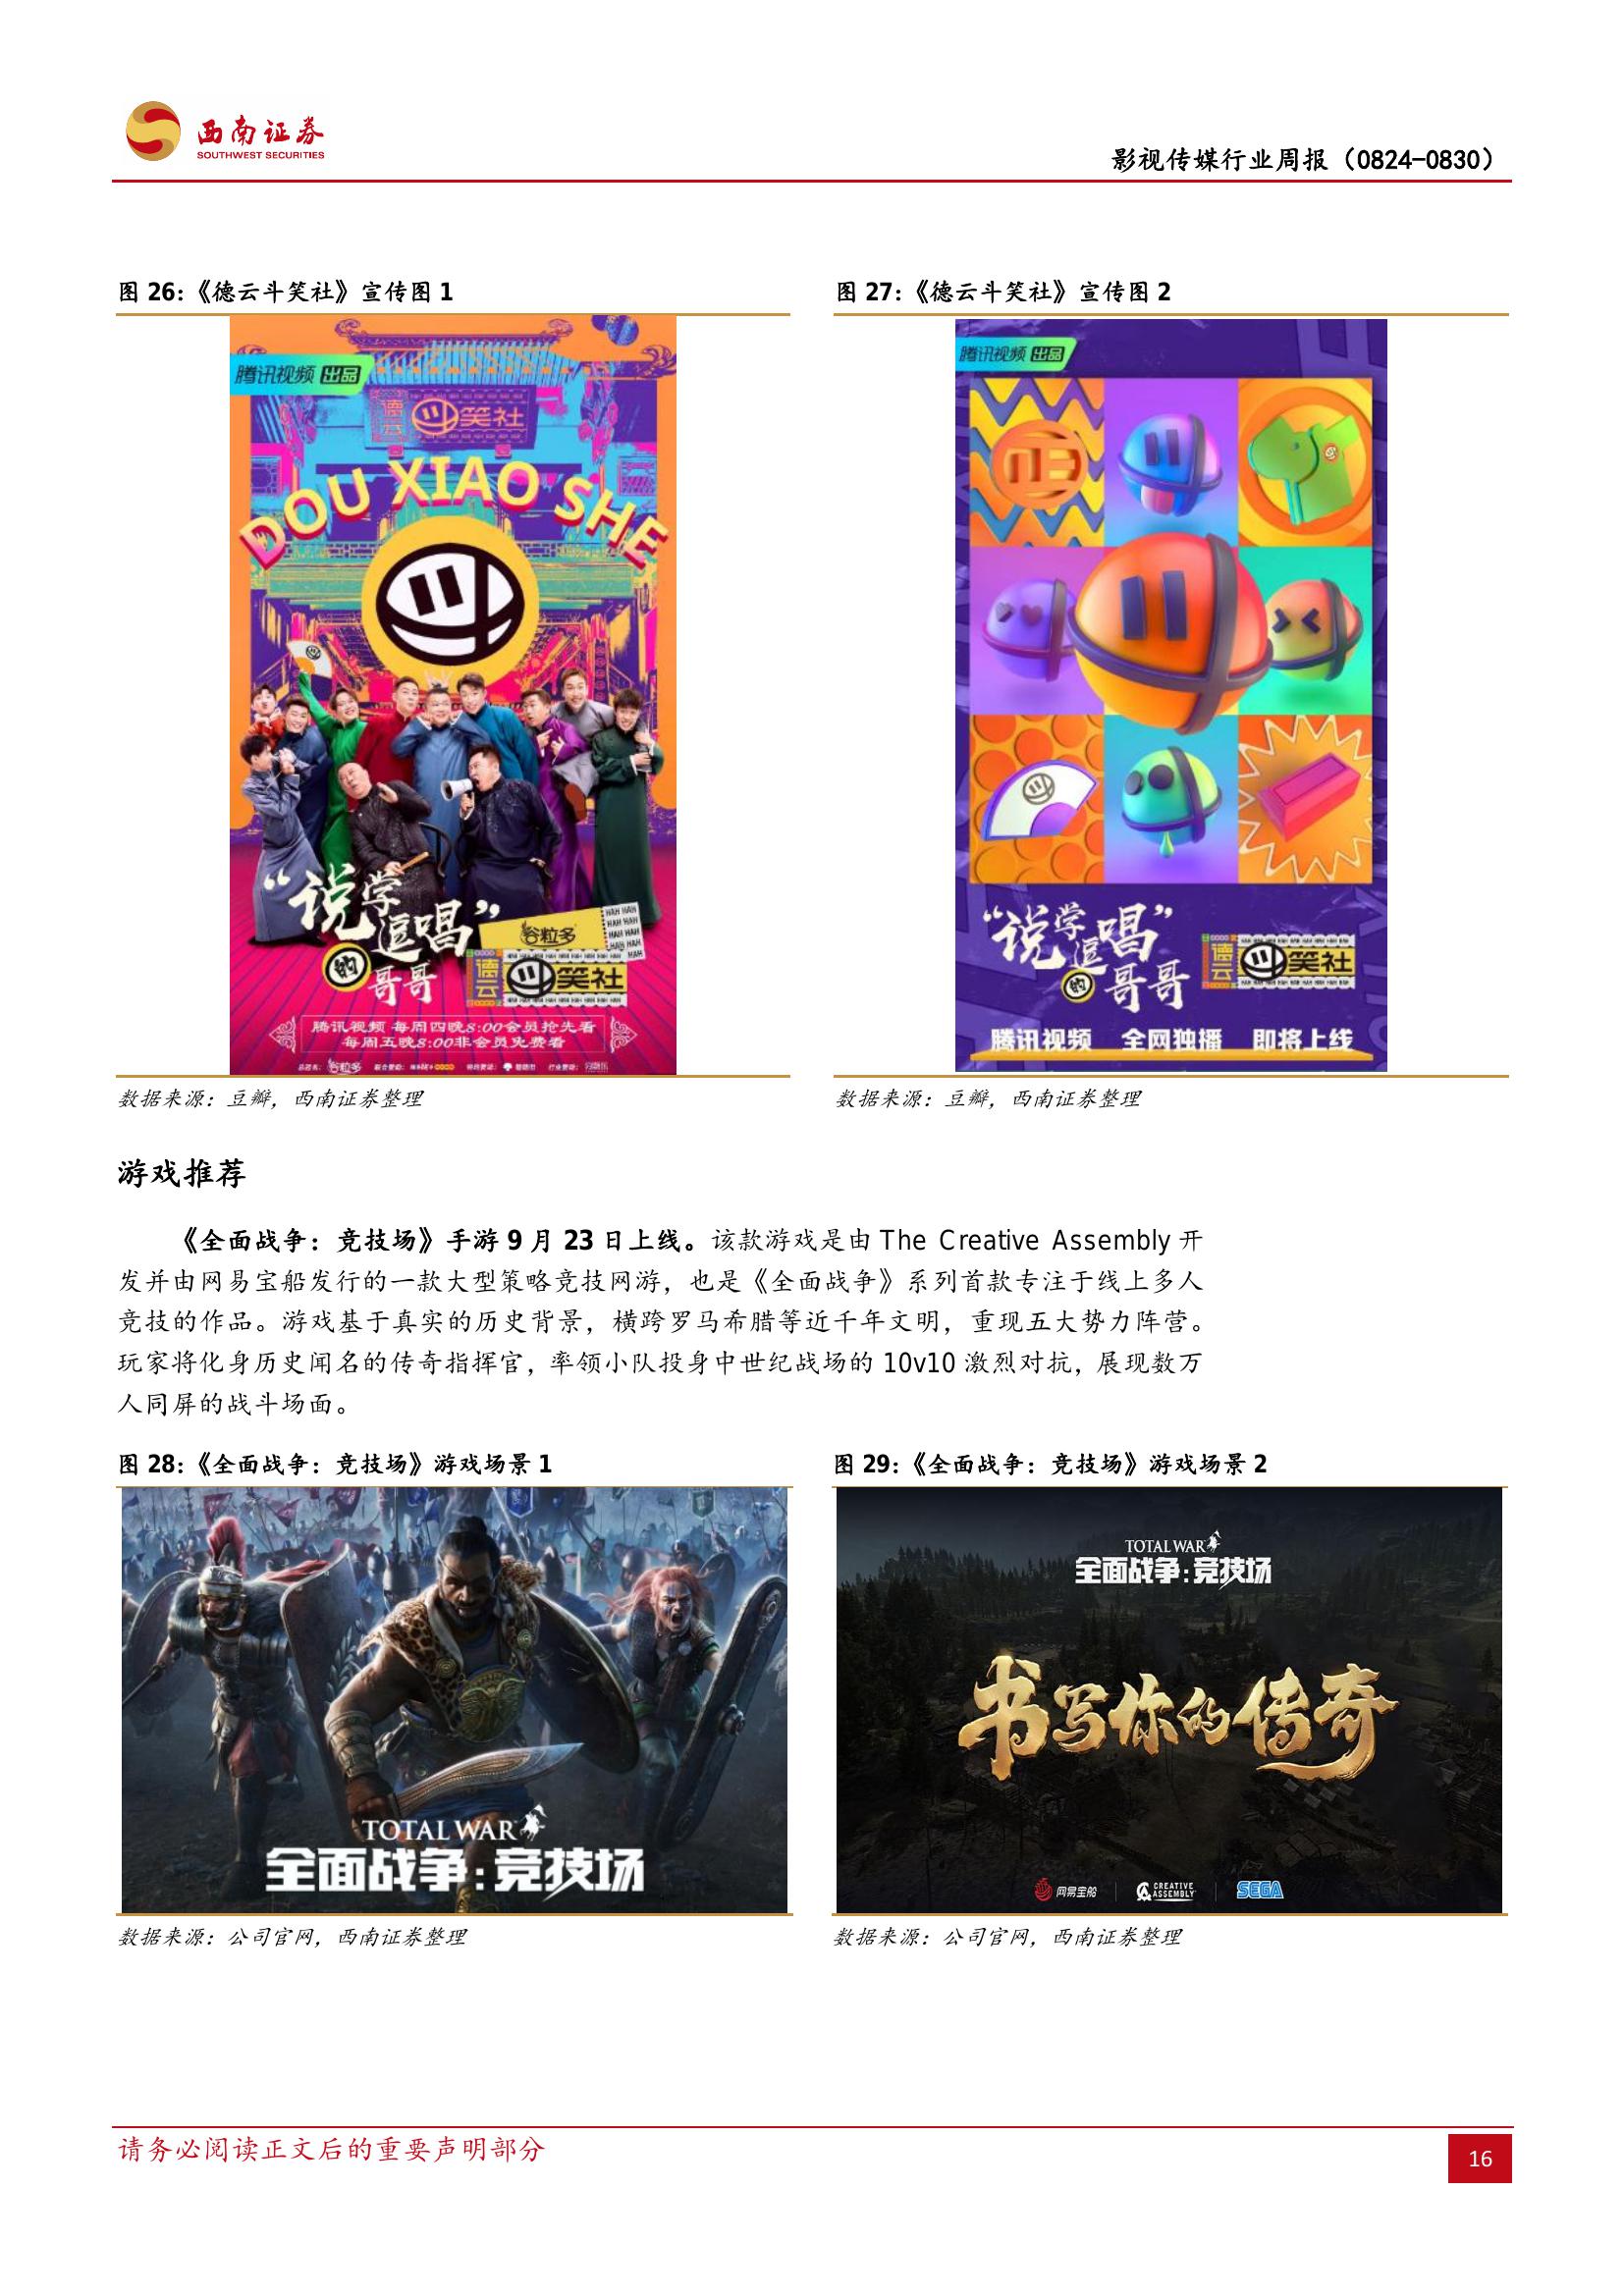 西南证券
SOUTHWEST SECURITIES
影视传媒行业周报（0824-0830）
图 26：《德云斗笑社》宣传图 1
腾讯视频 出品
德云 笑社
DOU XIAO SHE
“说学逗唱”
的哥哥
谷粒多
HAH HAH
HAH HAH
HAH HAH
HAH HAH
德云 笑社
腾讯视频 每周四晚8:00会员抢先看
每周五晚8:00非会员免费看
谷粒多
数据来源：豆瓣，西南证券整理
图 27：《德云斗笑社》宣传图 2
腾讯视频 出品
“说学逗唱”
的哥哥
德云 笑社
腾讯视频 全网独播 即将上线
数据来源：豆瓣，西南证券整理
游戏推荐
《全面战争：竞技场》手游 9 月 23 日上线。该款游戏是由 The Creative Assembly 开
发并由网易宝船发行的一款大型策略竞技网游，也是《全面战争》系列首款专注于线上多人
竞技的作品。游戏基于真实的历史背景，横跨罗马希腊等近千年文明，重现五大势力阵营。
玩家将化身历史闻名的传奇指挥官，率领小队投身中世纪战场的 10v10 激烈对抗，展现数万
人同屏的战斗场面。
图 28：《全面战争：竞技场》游戏场景 1
TOTAL WAR
全面战争:竞技场
数据来源：公司官网，西南证券整理
图 29：《全面战争：竞技场》游戏场景 2
TOTAL WAR
全面战争:竞技场
书写你的传奇
网易宝船
CREATIVE
ASSEMBLY
SEGA
数据来源：公司官网，西南证券整理
请务必阅读正文后的重要声明部分
16